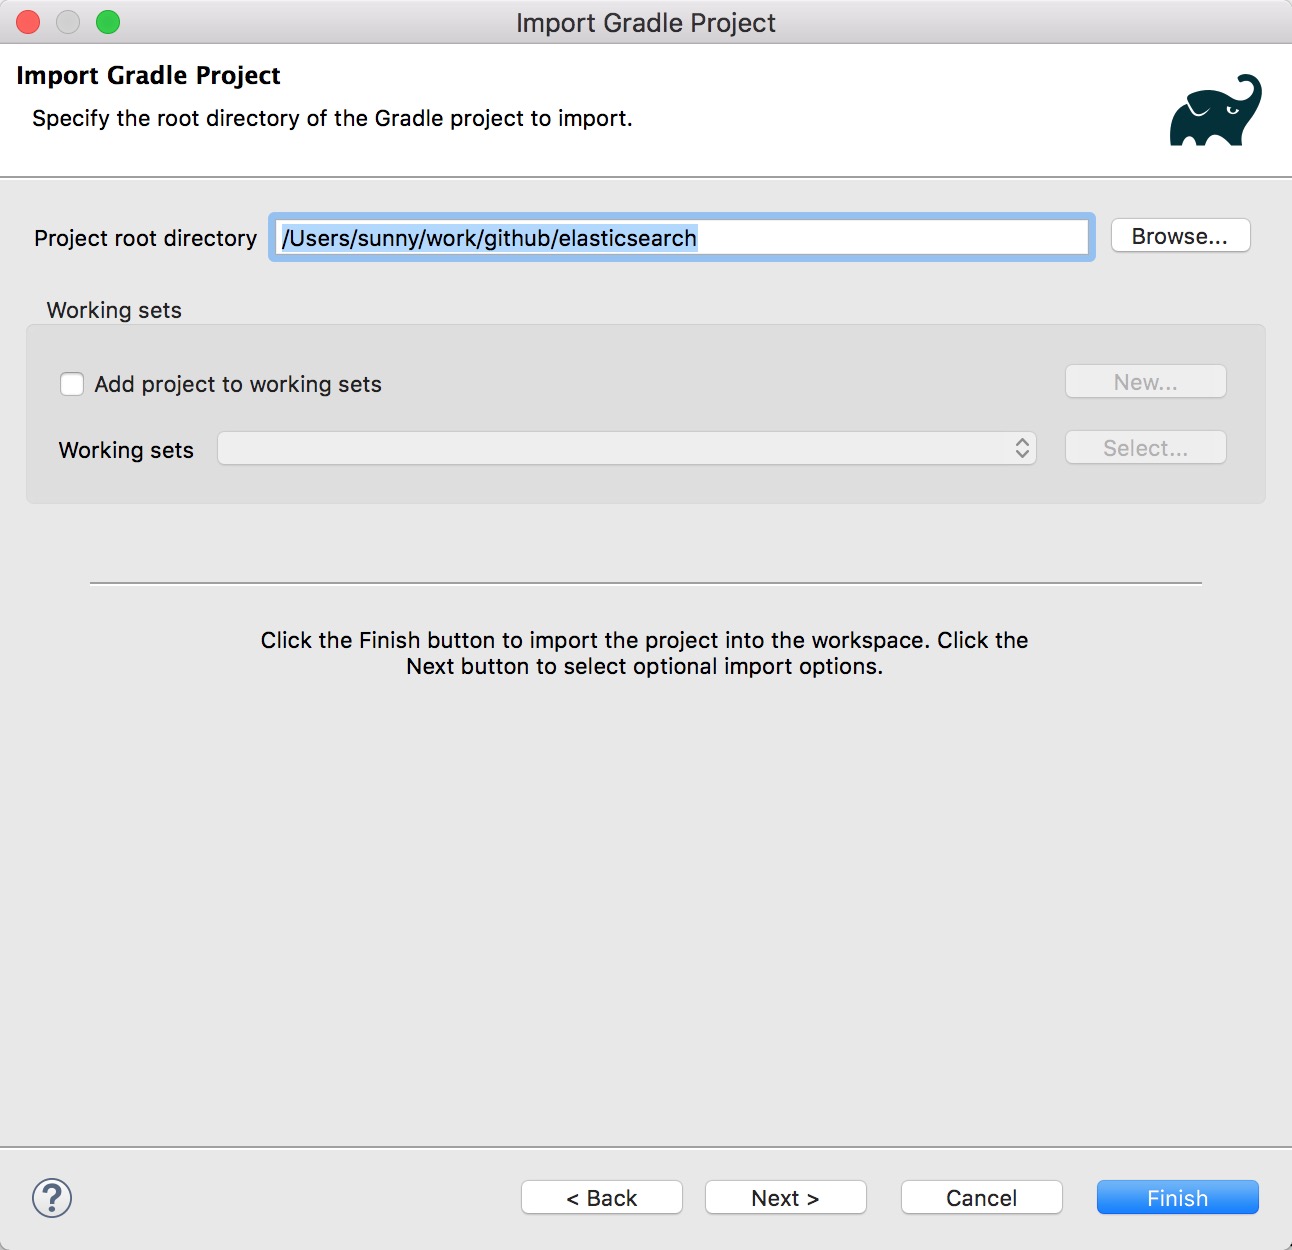 Import Gradle Project
Import Gradle Project
Specify the root directory of the Gradle project to import.
Project root directory /Users/sunny/work/github/elasticsearch Browse...
Working sets
Add project to working sets New...
Working sets Select...
Click the Finish button to import the project into the workspace. Click the
Next button to select optional import options.
? < Back Next > Cancel Finish